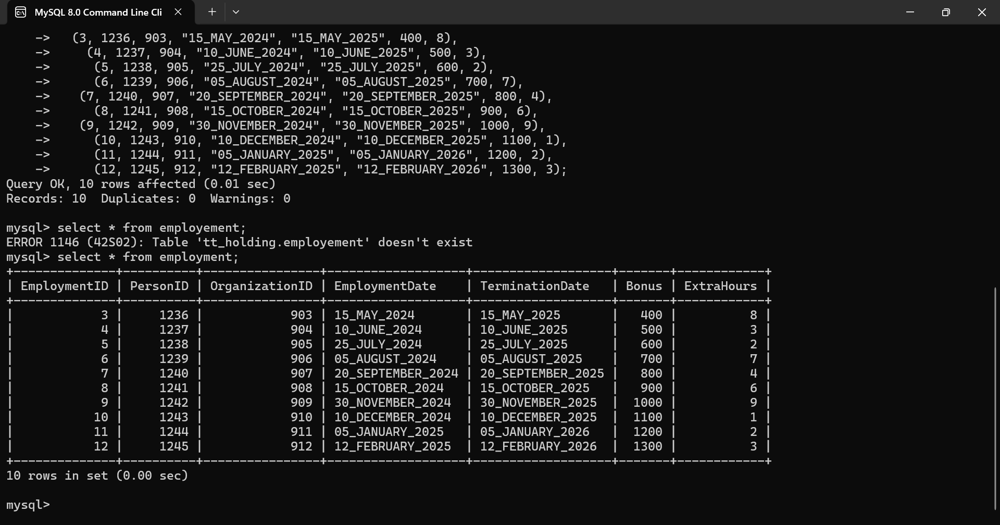 MySQL 8.0 Command Line Cli
-> (3, 1236, 903, "15_MAY_2024", "15_MAY_2025", 400, 8),
-> (4, 1237, 904, "10_JUNE_2024", "10_JUNE_2025", 500, 3),
-> (5, 1238, 905, "25_JULY_2024", "25_JULY_2025", 600, 2),
-> (6, 1239, 906, "05_AUGUST_2024", "05_AUGUST_2025", 700, 7),
-> (7, 1240, 907, "20_SEPTEMBER_2024", "20_SEPTEMBER_2025", 800, 4),
-> (8, 1241, 908, "15_OCTOBER_2024", "15_OCTOBER_2025", 900, 6),
-> (9, 1242, 909, "30_NOVEMBER_2024", "30_NOVEMBER_2025", 1000, 9),
-> (10, 1243, 910, "10_DECEMBER_2024", "10_DECEMBER_2025", 1100, 1),
-> (11, 1244, 911, "05_JANUARY_2025", "05_JANUARY_2026", 1200, 2),
-> (12, 1245, 912, "12_FEBRUARY_2025", "12_FEBRUARY_2026", 1300, 3);
Query OK, 10 rows affected (0.01 sec)
Records: 10  Duplicates: 0  Warnings: 0
mysql> select * from employement;
ERROR 1146 (42S02): Table 'tt_holding.employement' doesn't exist
mysql> select * from employment;
+--------------+----------+----------------+-------------------+-------------------+-------+------------+
| EmploymentID | PersonID | OrganizationID | EmploymentDate    | TerminationDate   | Bonus | ExtraHours |
+--------------+----------+----------------+-------------------+-------------------+-------+------------+
|            3 |     1236 |            903 | 15_MAY_2024       | 15_MAY_2025       |   400 |          8 |
|            4 |     1237 |            904 | 10_JUNE_2024      | 10_JUNE_2025      |   500 |          3 |
|            5 |     1238 |            905 | 25_JULY_2024      | 25_JULY_2025      |   600 |          2 |
|            6 |     1239 |            906 | 05_AUGUST_2024    | 05_AUGUST_2025    |   700 |          7 |
|            7 |     1240 |            907 | 20_SEPTEMBER_2024 | 20_SEPTEMBER_2025 |   800 |          4 |
|            8 |     1241 |            908 | 15_OCTOBER_2024   | 15_OCTOBER_2025   |   900 |          6 |
|            9 |     1242 |            909 | 30_NOVEMBER_2024  | 30_NOVEMBER_2025  |  1000 |          9 |
|           10 |     1243 |            910 | 10_DECEMBER_2024  | 10_DECEMBER_2025  |  1100 |          1 |
|           11 |     1244 |            911 | 05_JANUARY_2025   | 05_JANUARY_2026   |  1200 |          2 |
|           12 |     1245 |            912 | 12_FEBRUARY_2025  | 12_FEBRUARY_2026  |  1300 |          3 |
+--------------+----------+----------------+-------------------+-------------------+-------+------------+
10 rows in set (0.00 sec)
mysql>